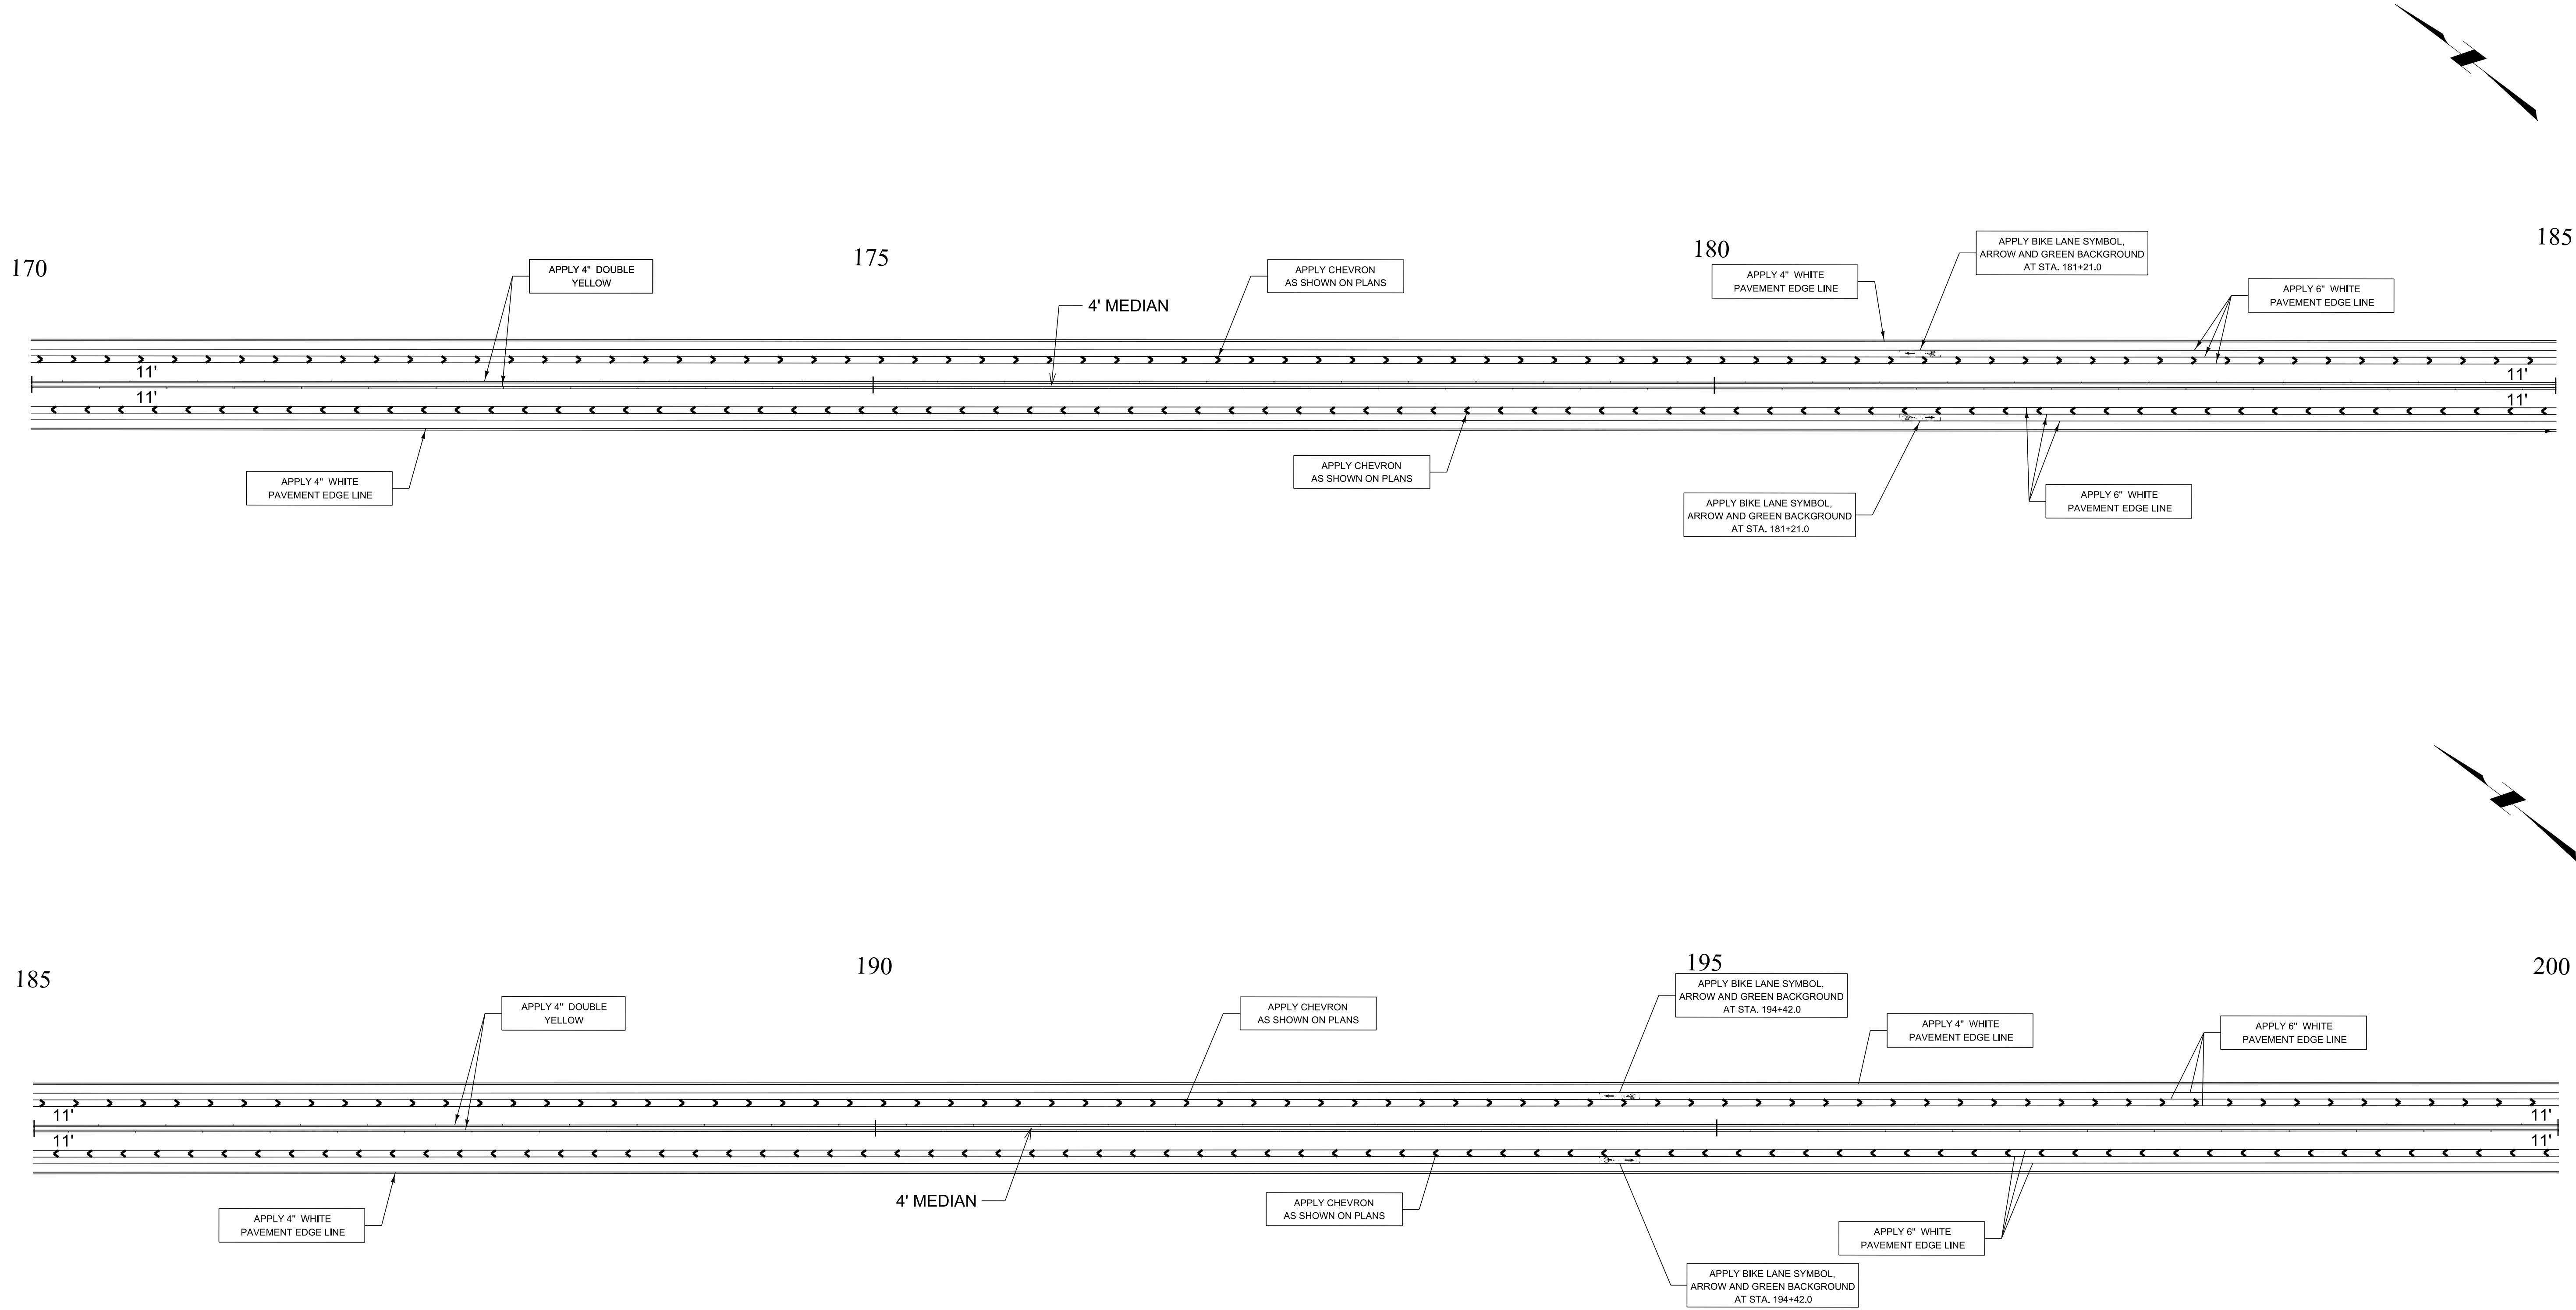 170
175
180
185
APPLY 4" DOUBLE
YELLOW
4' MEDIAN
APPLY CHEVRON
AS SHOWN ON PLANS
APPLY 4" WHITE
PAVEMENT EDGE LINE
APPLY BIKE LANE SYMBOL,
ARROW AND GREEN BACKGROUND
AT STA. 181+21.0
APPLY 6" WHITE
PAVEMENT EDGE LINE
11'
11'
11'
11'
APPLY 4" WHITE
PAVEMENT EDGE LINE
APPLY CHEVRON
AS SHOWN ON PLANS
APPLY BIKE LANE SYMBOL,
ARROW AND GREEN BACKGROUND
AT STA. 181+21.0
APPLY 6" WHITE
PAVEMENT EDGE LINE
185
190
195
200
APPLY 4" DOUBLE
YELLOW
APPLY CHEVRON
AS SHOWN ON PLANS
APPLY BIKE LANE SYMBOL,
ARROW AND GREEN BACKGROUND
AT STA. 194+42.0
APPLY 4" WHITE
PAVEMENT EDGE LINE
APPLY 6" WHITE
PAVEMENT EDGE LINE
11'
11'
11'
11'
APPLY 4" WHITE
PAVEMENT EDGE LINE
4' MEDIAN
APPLY CHEVRON
AS SHOWN ON PLANS
APPLY BIKE LANE SYMBOL,
ARROW AND GREEN BACKGROUND
AT STA. 194+42.0
APPLY 6" WHITE
PAVEMENT EDGE LINE